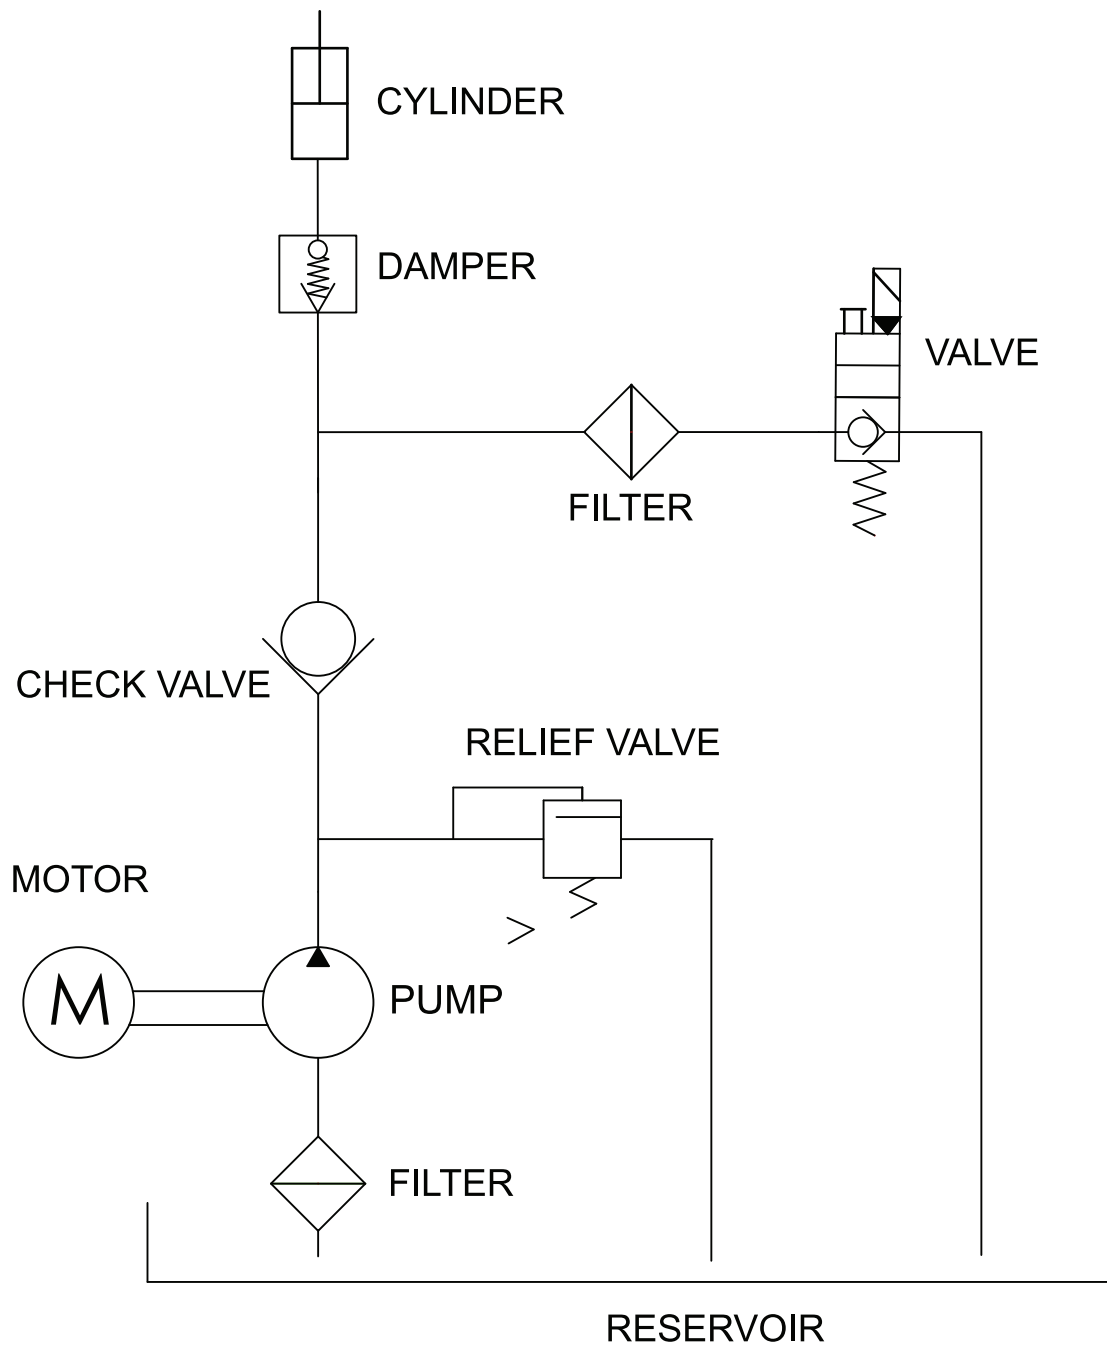 CYLINDER
DAMPER
VALVE
FILTER
CHECK VALVE
RELIEF VALVE
MOTOR
M
PUMP
FILTER
RESERVOIR